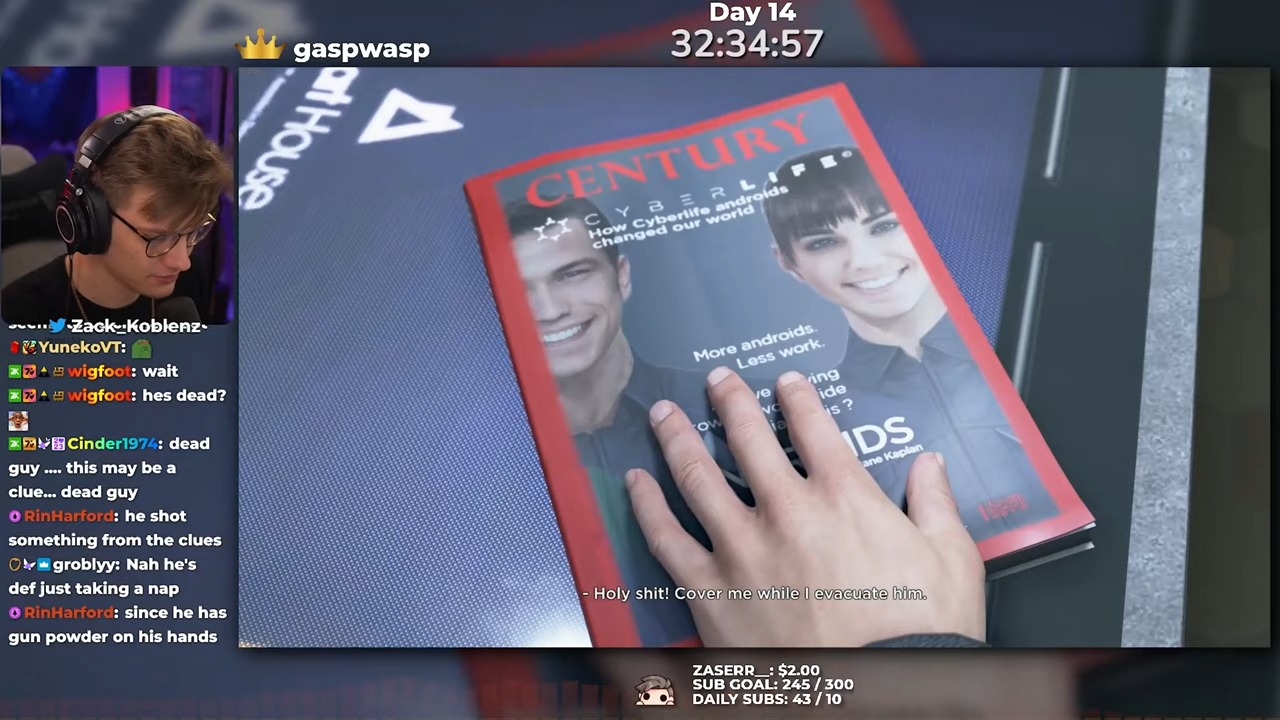 Day 14
32:34:57
gaspwasp
at House
CENTURY
CYBERLIFE
How Cyberlife androids
changed our world
More androids.
Less work.
- Holy shit! Cover me while I evacuate him.
Zack_Koblenz
YunekoVT:
wigfoot: wait
wigfoot: hes dead?
Cinder1974: dead
guy .... this may be a
clue... dead guy
RinHarford: he shot
something from the clues
groblyy: Nah he's
def just taking a nap
RinHarford: since he has
gun powder on his hands
ZASERR__: $2.00
SUB GOAL: 245 / 300
DAILY SUBS: 43 / 10